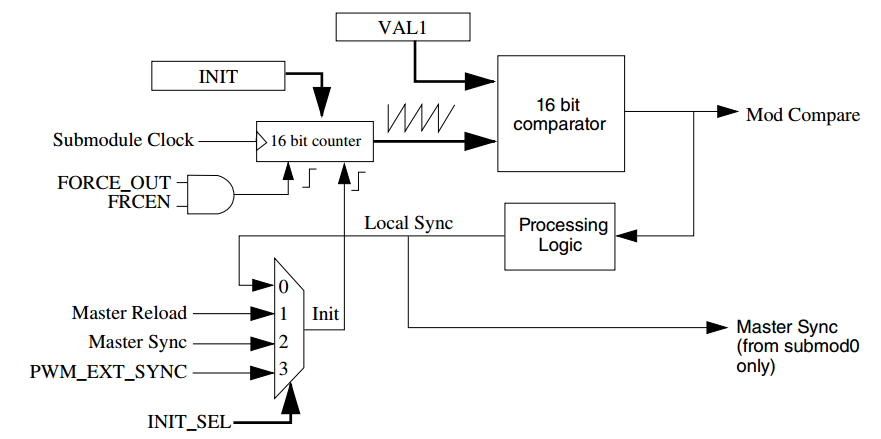 VAL1
INIT
16 bit
comparator
Mod Compare
Submodule Clock
16 bit counter
FORCE_OUT
FRCEN
Local Sync
Processing
Logic
0
Master Reload
1
Init
Master Sync
2
Master Sync
(from submod0
only)
PWM_EXT_SYNC
3
INIT_SEL